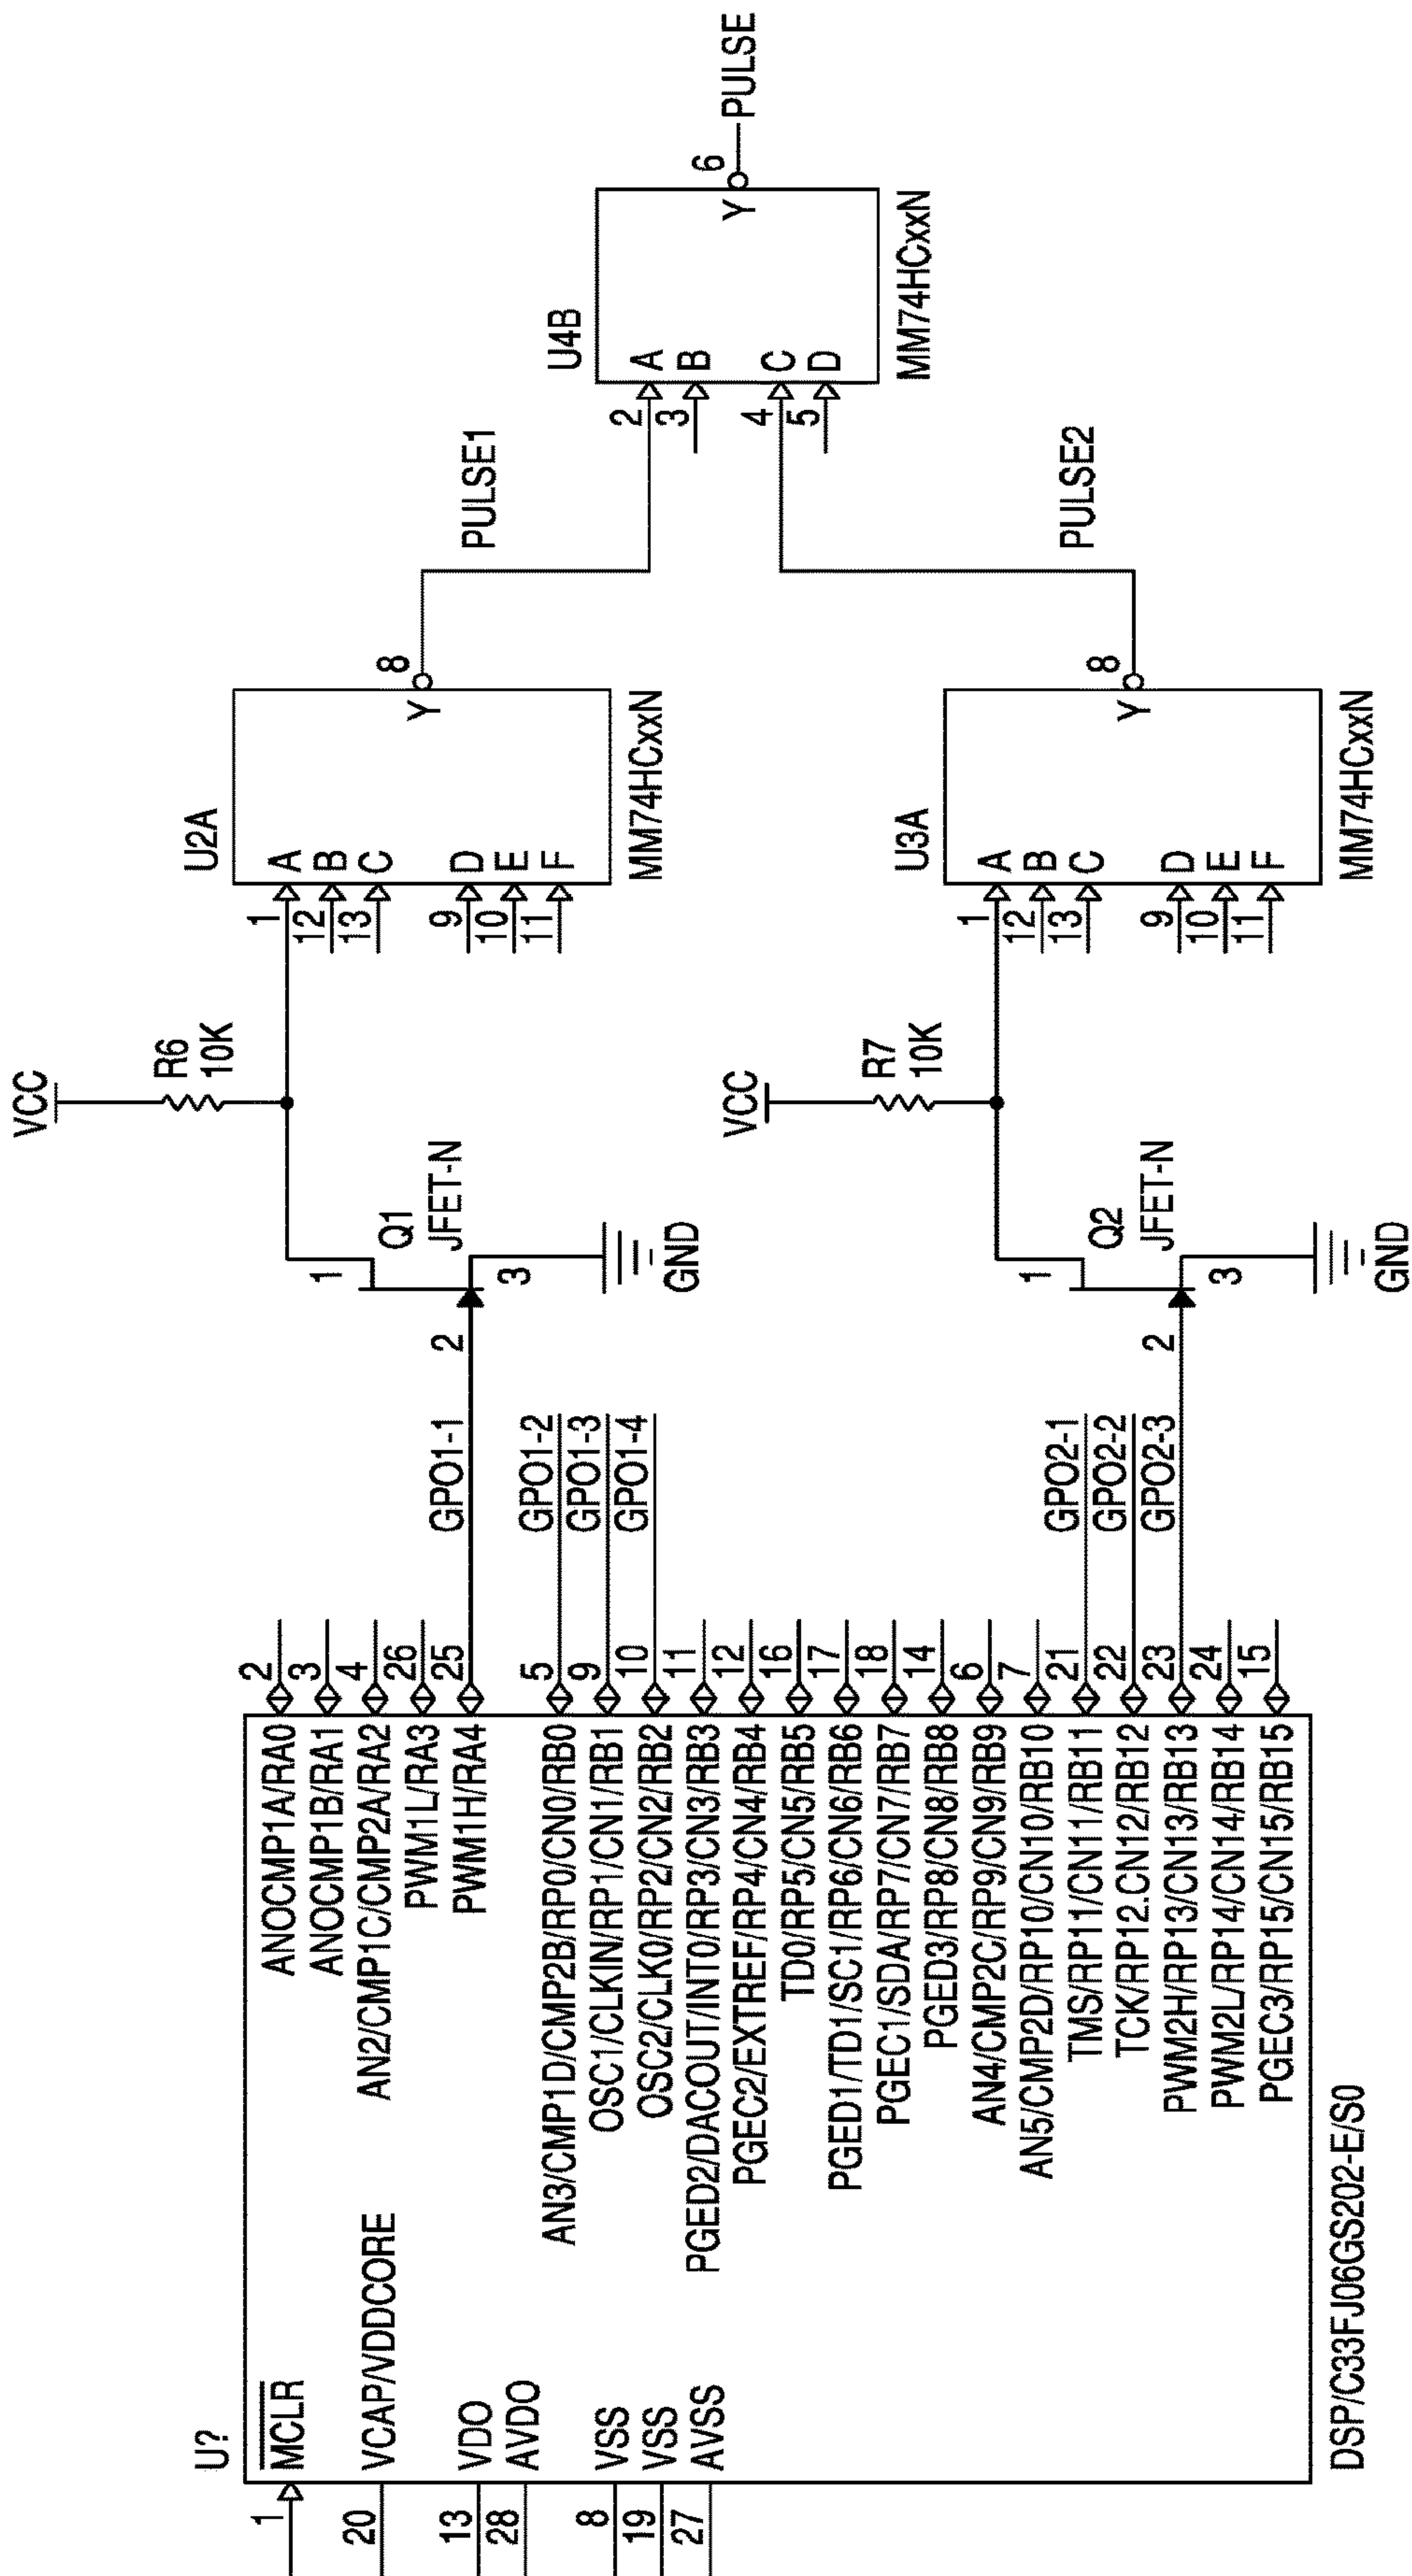 U?
1
MCLR
20
VCAP/VDDCORE
13
VDO
28
AVDO
8
VSS
19
VSS
27
AVSS
ANOCMP1A/RA0
2
ANOCMP1B/RA1
3
AN2/CMP1C/CMP2A/RA2
4
PWM1L/RA3
26
PWM1H/RA4
25
AN3/CMP1D/CMP2B/RP0/CN0/RB0
5
OSC1/CLKIN/RP1/CN1/RB1
9
OSC2/CLK0/RP2/CN2/RB2
10
PGED2/DACOUT/INT0/RP3/CN3/RB3
11
PGEC2/EXTREF/RP4/CN4/RB4
12
TD0/RP5/CN5/RB5
16
PGED1/TD1/SC1/RP6/CN6/RB6
17
PGEC1/SDA/RP7/CN7/RB7
18
PGED3/RP8/CN8/RB8
14
AN4/CMP2C/RP9/CN9/RB9
6
AN5/CMP2D/RP10/CN10/RB10
7
TMS/RP11/CN11/RB11
21
TCK/RP12.CN12/RB12
22
PWM2H/RP13/CN13/RB13
23
PWM2L/RP14/CN14/RB14
24
PGEC3/RP15/CN15/RB15
15
DSP/C33FJ06GS202-E/S0
GPO1-1
GPO1-2
GPO1-3
GPO1-4
GPO2-1
GPO2-2
GPO2-3
VCC
R6
10K
1
Q1
JFET-N
2
3
GND
VCC
R7
10K
1
Q2
JFET-N
2
3
GND
U2A
1
A
12
B
13
C
9
D
10
E
11
F
Y
8
MM74HCxxN
U3A
1
A
12
B
13
C
9
D
10
E
11
F
Y
8
MM74HCxxN
PULSE1
PULSE2
U4B
2
A
3
B
4
C
5
D
Y
6
MM74HCxxN
PULSE